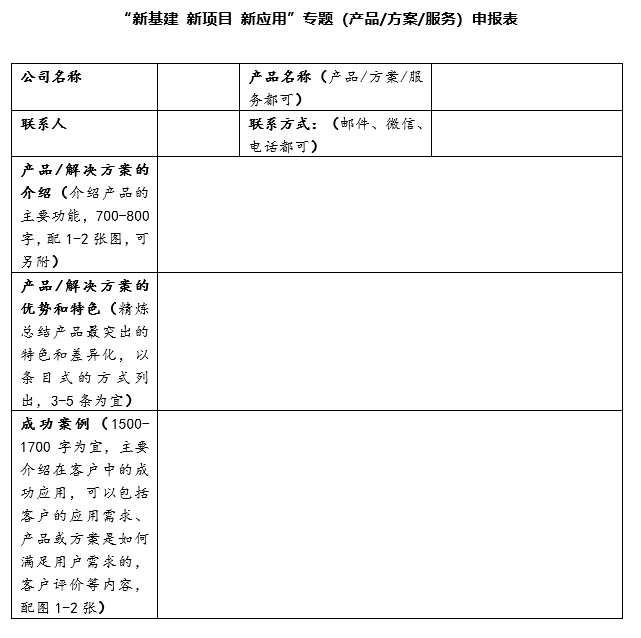 “新基建 新项目 新应用”专题（产品/方案/服务）申报表
公司名称
产品名称（产品/方案/服
务都可）
联系人
联系方式：（邮件、微信、
电话都可）
产品/解决方案的
介绍（介绍产品的
主要功能，700-800
字，配1-2张图，可
另附）
产品/解决方案的
优势和特色（精炼
总结产品最突出的
特色和差异化，以
条目式的方式列
出，3-5条为宜）
成功案例（1500-
1700字为宜，主要
介绍在客户中的成
功应用，可以包括
客户的应用需求、
产品或方案是如何
满足用户需求的，
客户评价等内容，
配图1-2张）